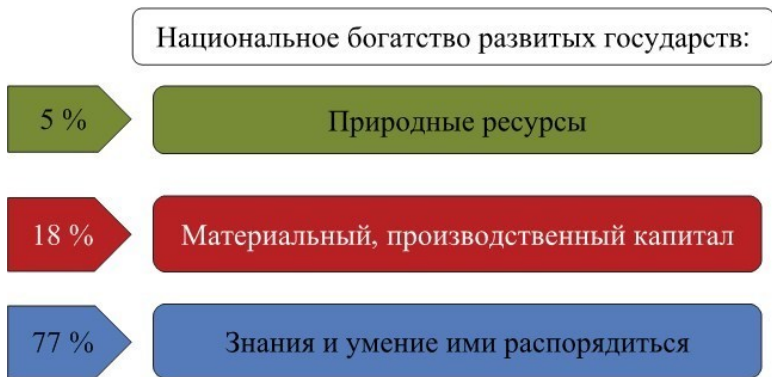 Национальное богатство развитых государств:
5 %
Природные ресурсы
18 %
Материальный, производственный капитал
77 %
Знания и умение ими распорядиться